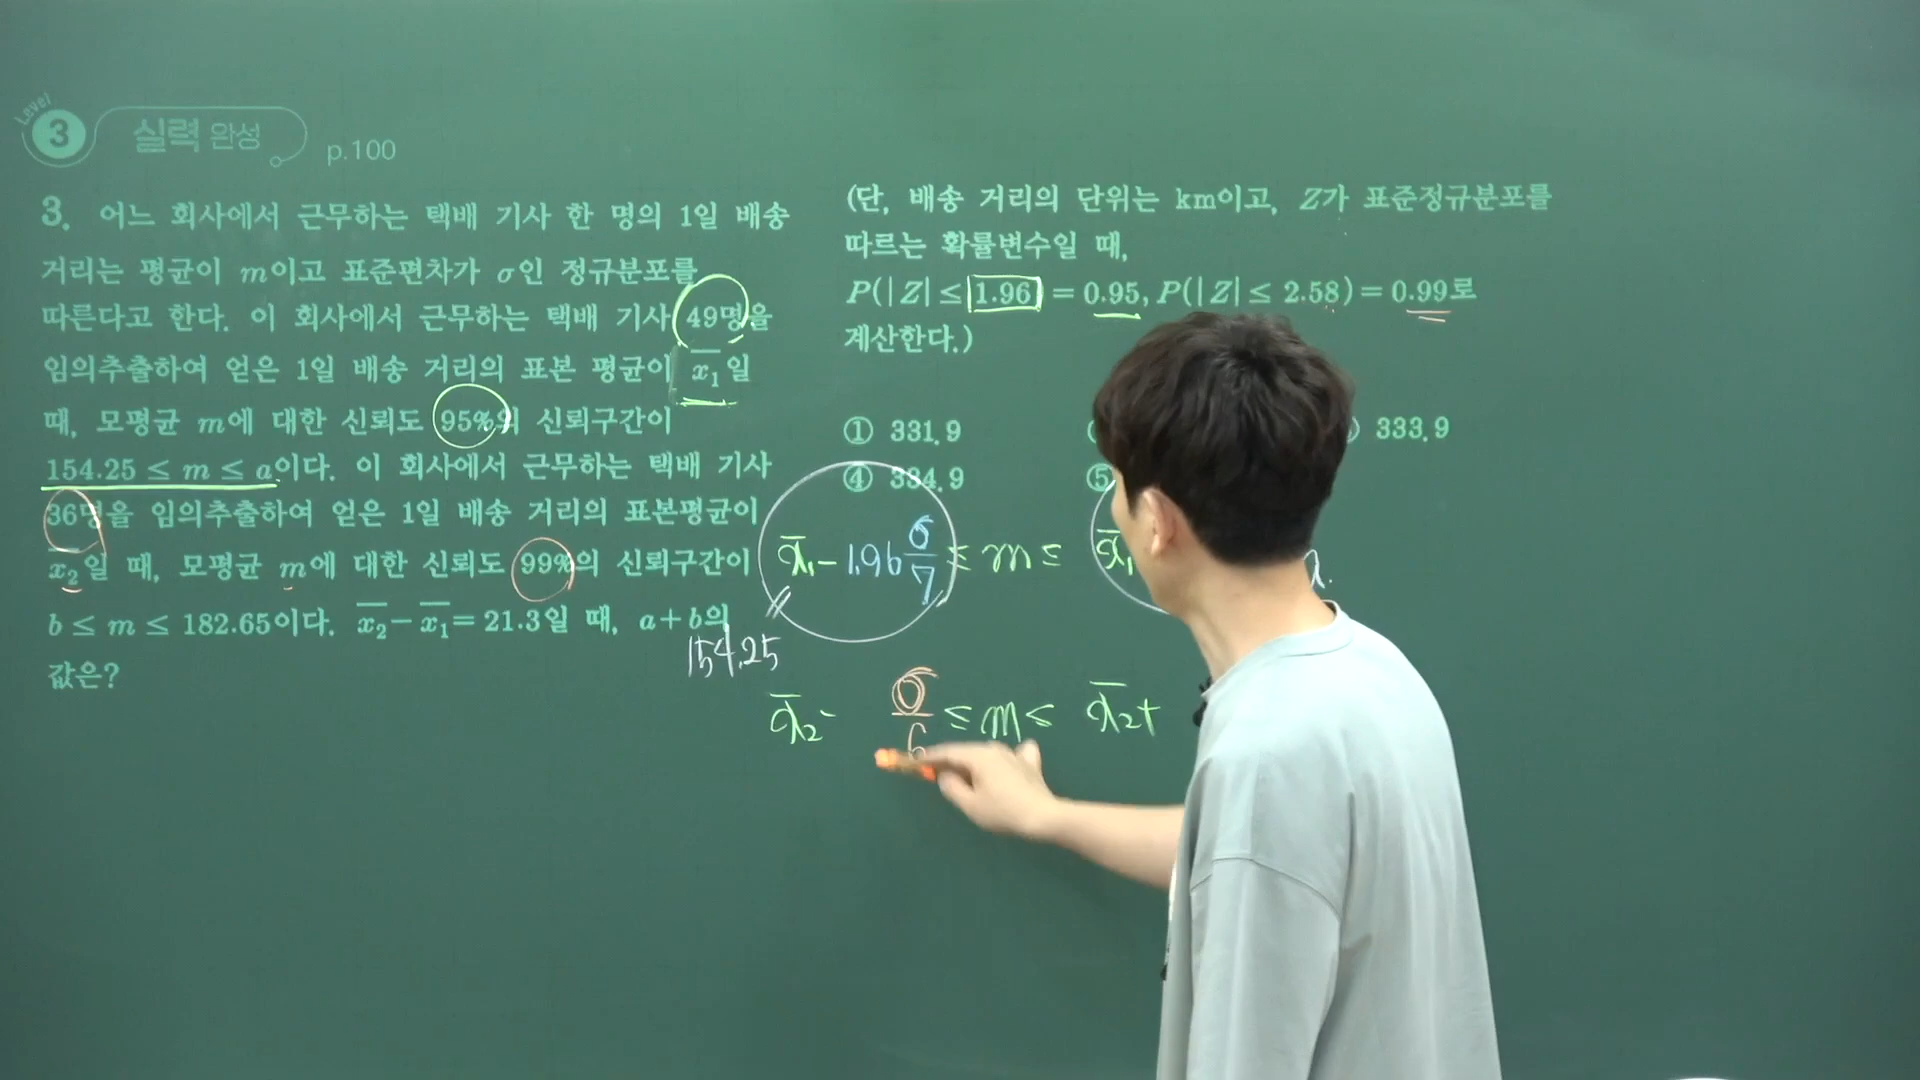 Level
3 실력 완성 p.100
3. 어느 회사에서 근무하는 택배 기사 한 명의 1일 배송
거리는 평균이 m이고 표준편차가 σ인 정규분포를
따른다고 한다. 이 회사에서 근무하는 택배 기사 49명을
임의추출하여 얻은 1일 배송 거리의 표본 평균이 x̄₁일
때, 모평균 m에 대한 신뢰도 95%의 신뢰구간이
154.25 ≤ m ≤ a이다. 이 회사에서 근무하는 택배 기사
36명을 임의추출하여 얻은 1일 배송 거리의 표본평균이
x̄₂일 때, 모평균 m에 대한 신뢰도 99%의 신뢰구간이
b ≤ m ≤ 182.65이다. x̄₂ − x̄₁ = 21.3일 때, a+b의
값은?
(단, 배송 거리의 단위는 km이고, Z가 표준정규분포를
따르는 확률변수일 때,
P(|Z| ≤ 1.96) = 0.95, P(|Z| ≤ 2.58) = 0.99로
계산한다.)
① 331.9
333.9
④ 334.9 ⑤
x̄₁ − 1.96 σ/7 ≤ m ≤ x̄₁
154.25
x̄₂ − σ/6 ≤ m ≤ x̄₂+